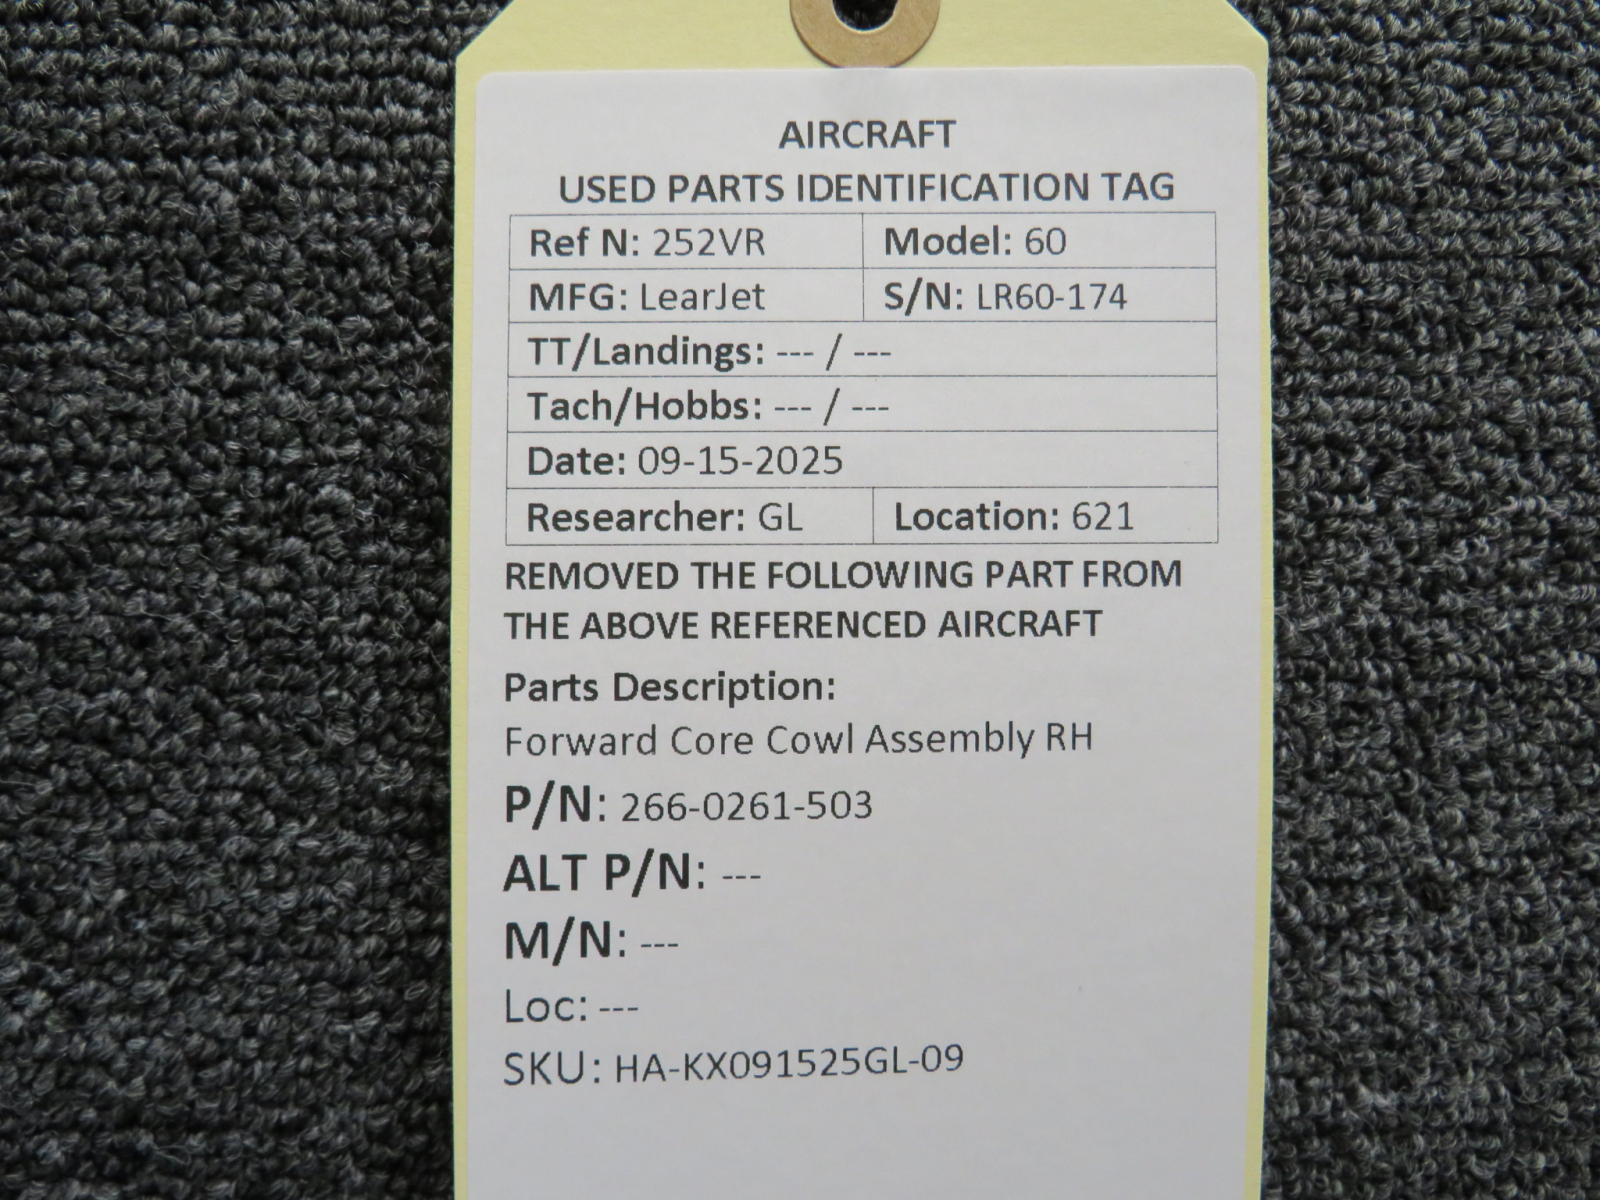 AIRCRAFT
USED PARTS IDENTIFICATION TAG
Ref N: 252VR Model: 60
MFG: LearJet S/N: LR60-174
TT/Landings: --- / ---
Tach/Hobbs: --- / ---
Date: 09-15-2025
Researcher: GL Location: 621
REMOVED THE FOLLOWING PART FROM
THE ABOVE REFERENCED AIRCRAFT
Parts Description:
Forward Core Cowl Assembly RH
P/N: 266-0261-503
ALT P/N: ---
M/N: ---
Loc: ---
SKU: HA-KX091525GL-09